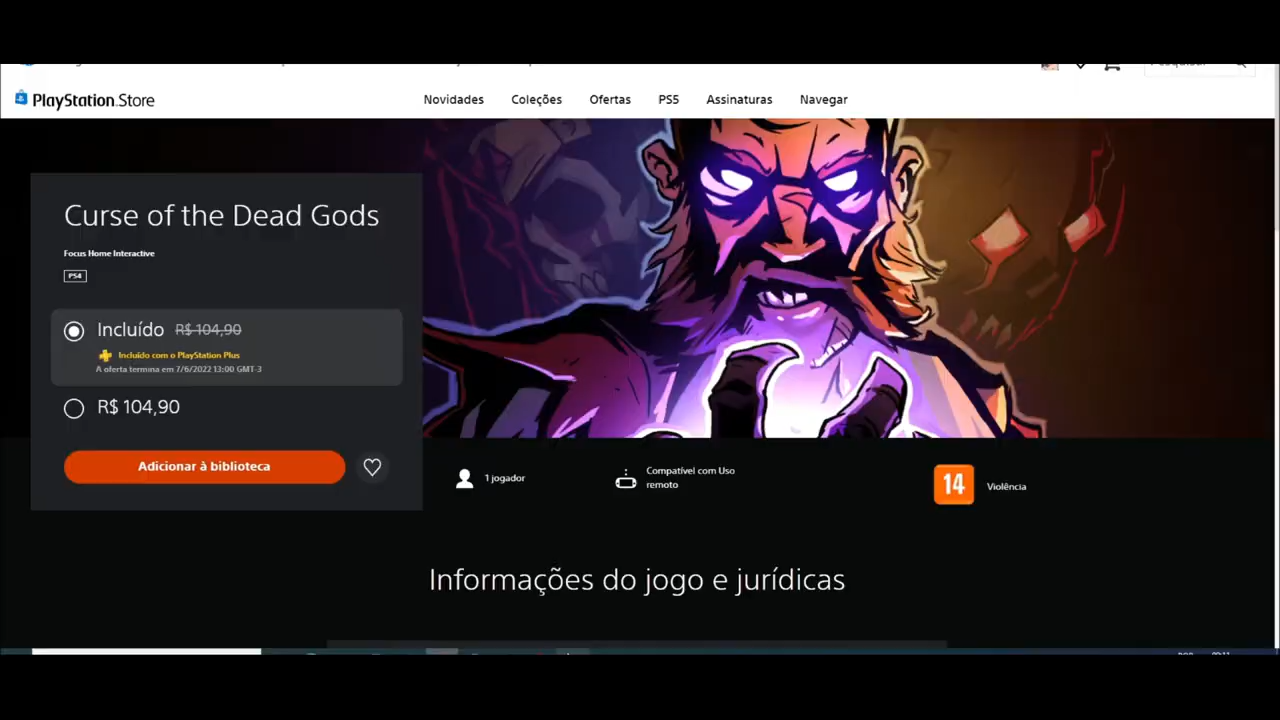 PlayStation.Store
Novidades
Coleções
Ofertas
PS5
Assinaturas
Navegar
Curse of the Dead Gods
Focus Home Interactive
PS4
Incluído R$ 104,90
Incluído com o PlayStation Plus
A oferta termina em 7/6/2022 13:00 GMT-3
R$ 104,90
Adicionar à biblioteca
1 jogador
Compatível com Uso
remoto
14
Violência
Informações do jogo e jurídicas